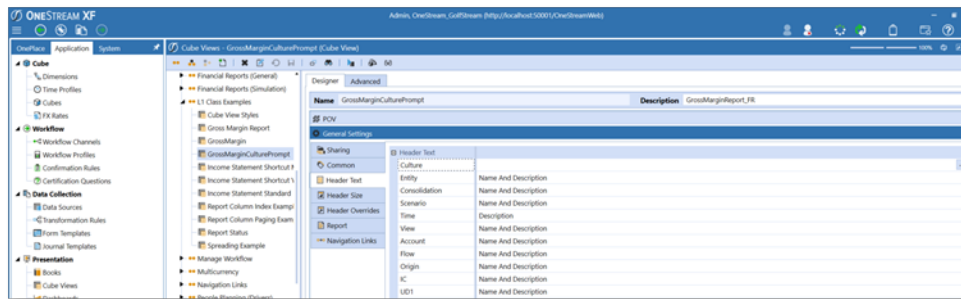 ONESTREAM XF
Admin, OneStream_GolfStream (http://localhost:50001/OneStreamWeb)
OnePlace Application System
Cube Views - GrossMarginCulturePrompt (Cube View)
100%
Cube
Dimensions
Time Profiles
Cubes
FX Rates
Workflow
Workflow Channels
Workflow Profiles
Confirmation Rules
Certification Questions
Data Collection
Data Sources
Transformation Rules
Form Templates
Journal Templates
Presentation
Books
Cube Views
Financial Reports (General)
Financial Reports (Simulation)
L1 Class Examples
Cube View Styles
Gross Margin Report
GrossMargin
GrossMarginCulturePrompt
Income Statement Shortcut
Income Statement Shortcut
Income Statement Standard
Report Column Index Exampl
Report Column Paging Exam
Report Status
Spreading Example
Manage Workflow
Multicurrency
Navigation Links
People Planning (Drivers)
Designer Advanced
Name GrossMarginCulturePrompt Description GrossMarginReport_FR
POV
General Settings
Sharing
Common
Header Text
Header Size
Header Overrides
Report
Navigation Links
Header Text
Culture
Entity Name And Description
Consolidation Name And Description
Scenario Name And Description
Time Description
View Name And Description
Account Name And Description
Flow Name And Description
Origin Name And Description
IC Name And Description
UD1 Name And Description